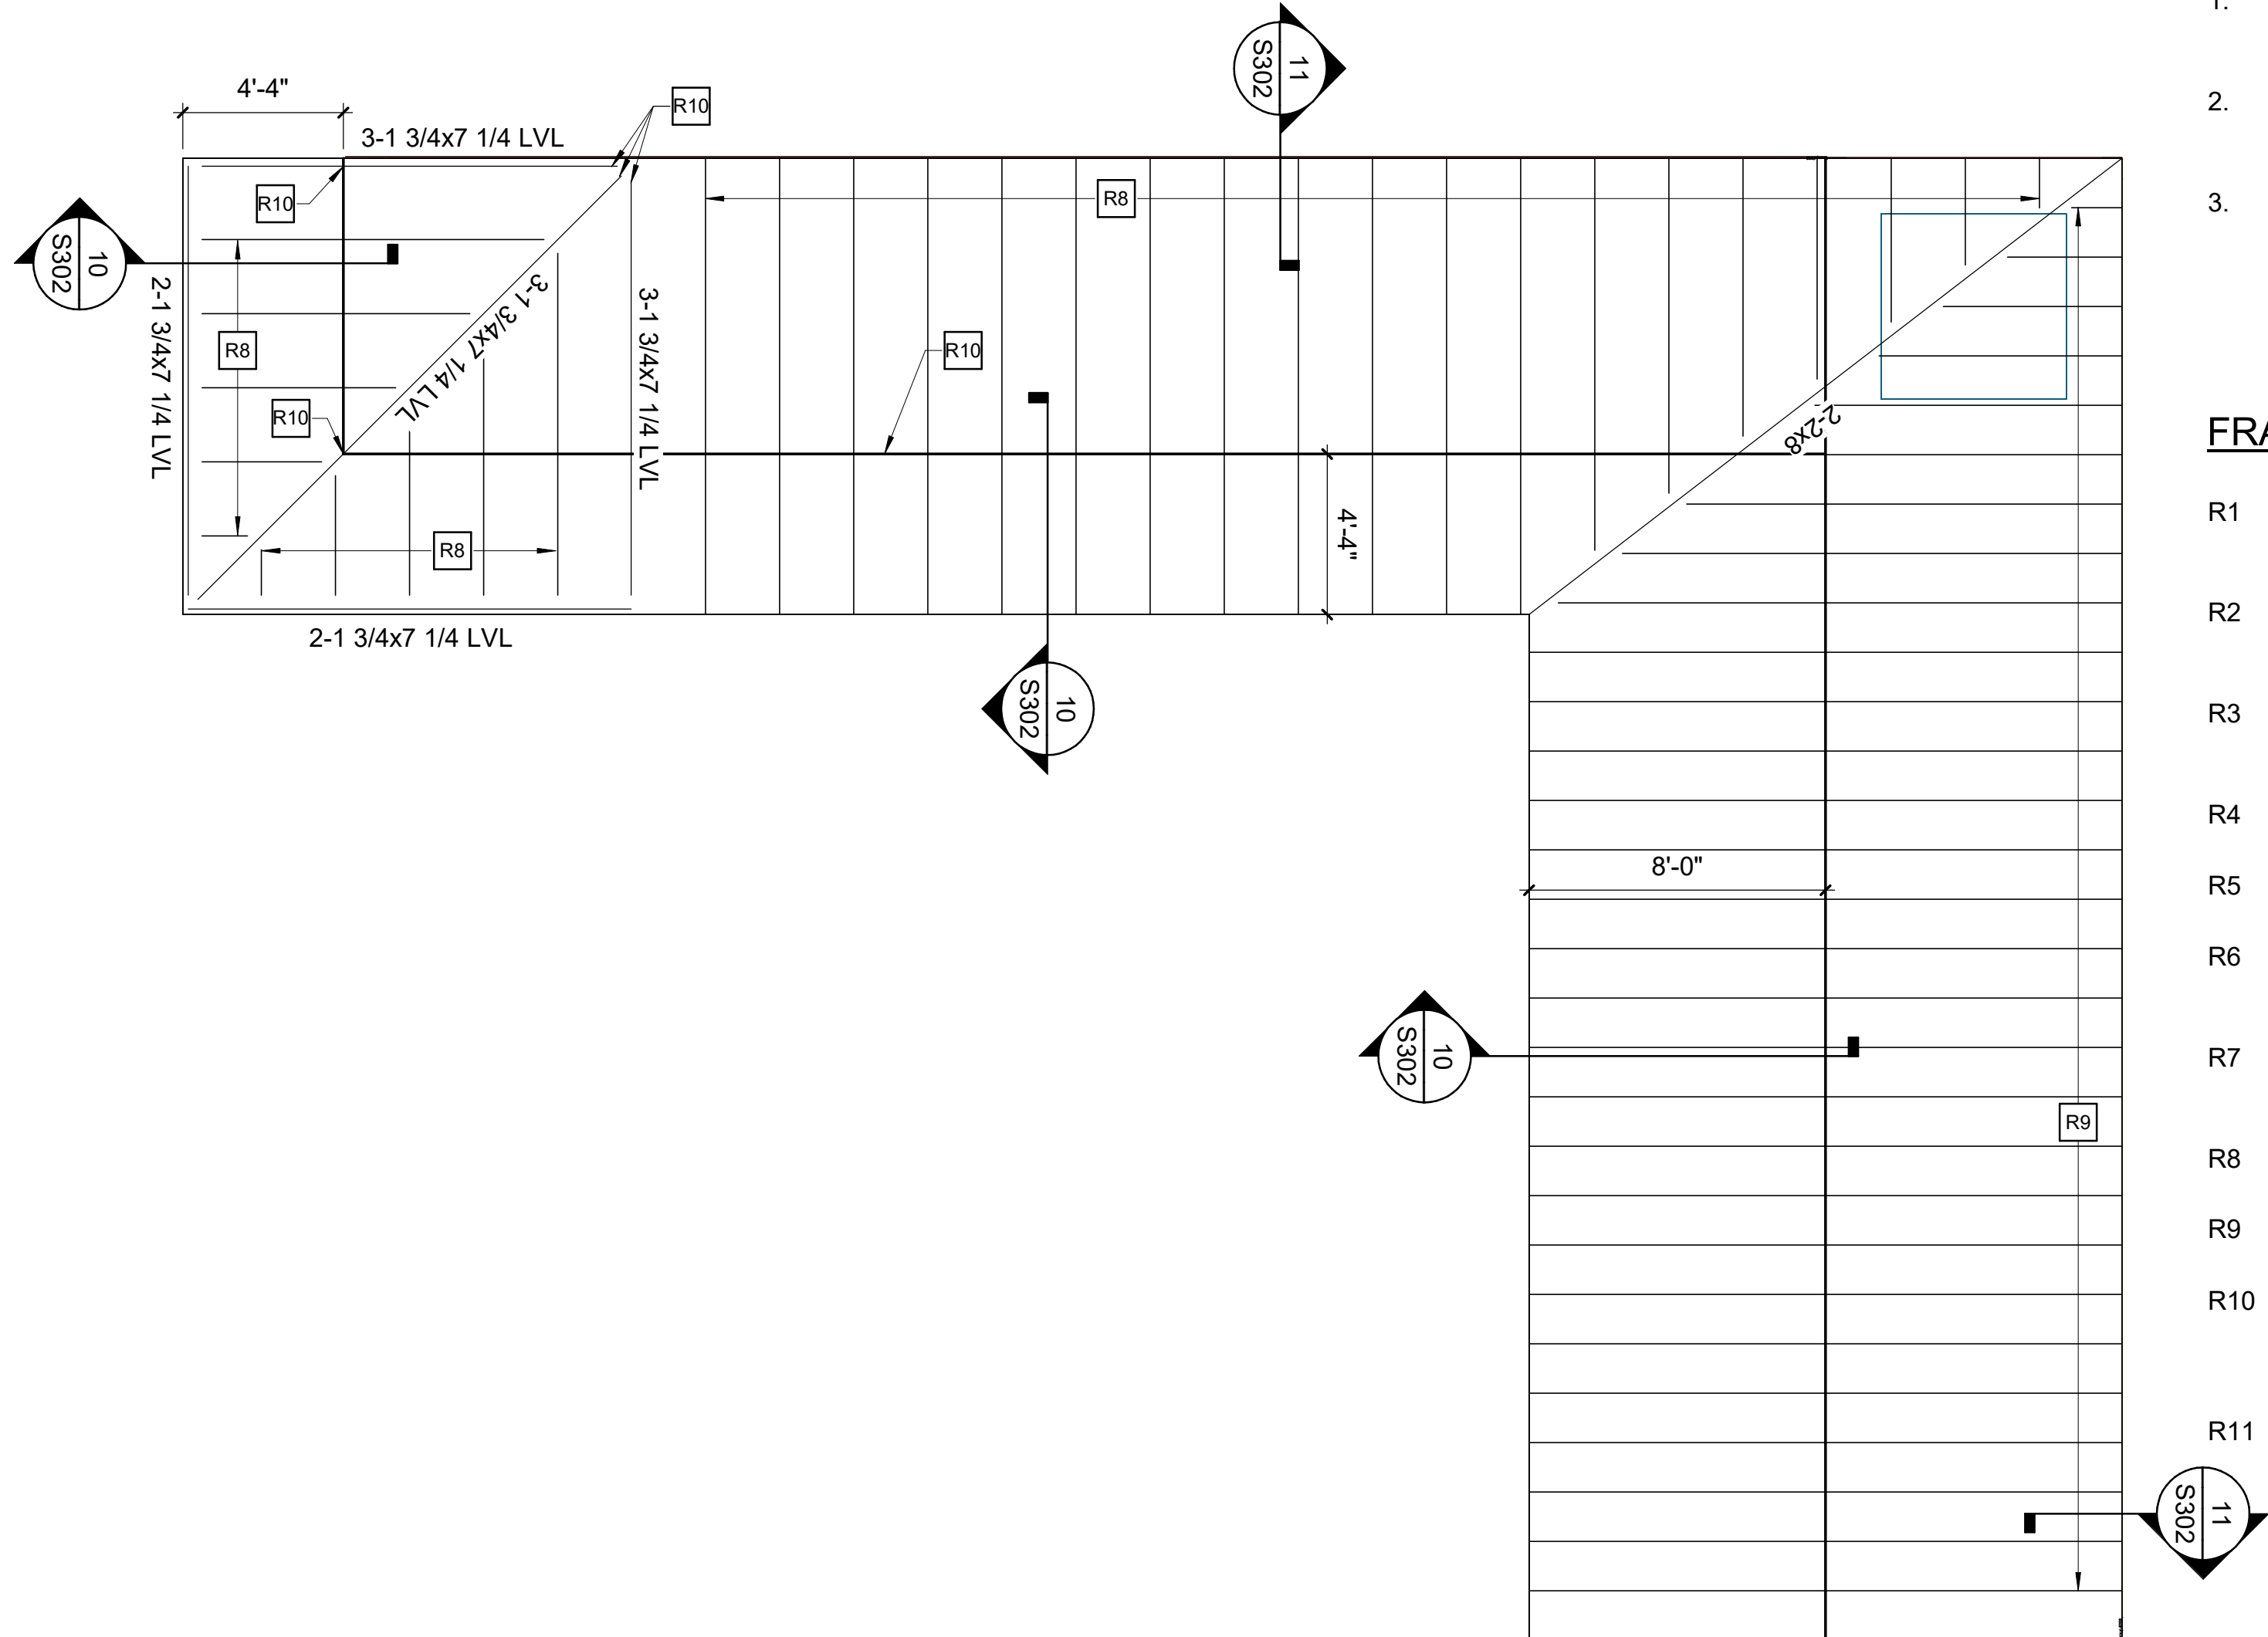 1.
2.
3.
FRA
R1
R2
R3
R4
R5
R6
R7
R8
R9
R10
R11
11
S302
4'-4"
R10
3-1 3/4x7 1/4 LVL
R10
R8
10
S302
2-1 3/4x7 1/4 LVL
R8
3-1 3/4x7 1/4 LVL
3-1 3/4x7 1/4 LVL
R10
R10
2-2x8
R8
4'-4"
2-1 3/4x7 1/4 LVL
10
S302
8'-0"
10
S302
R9
11
S302